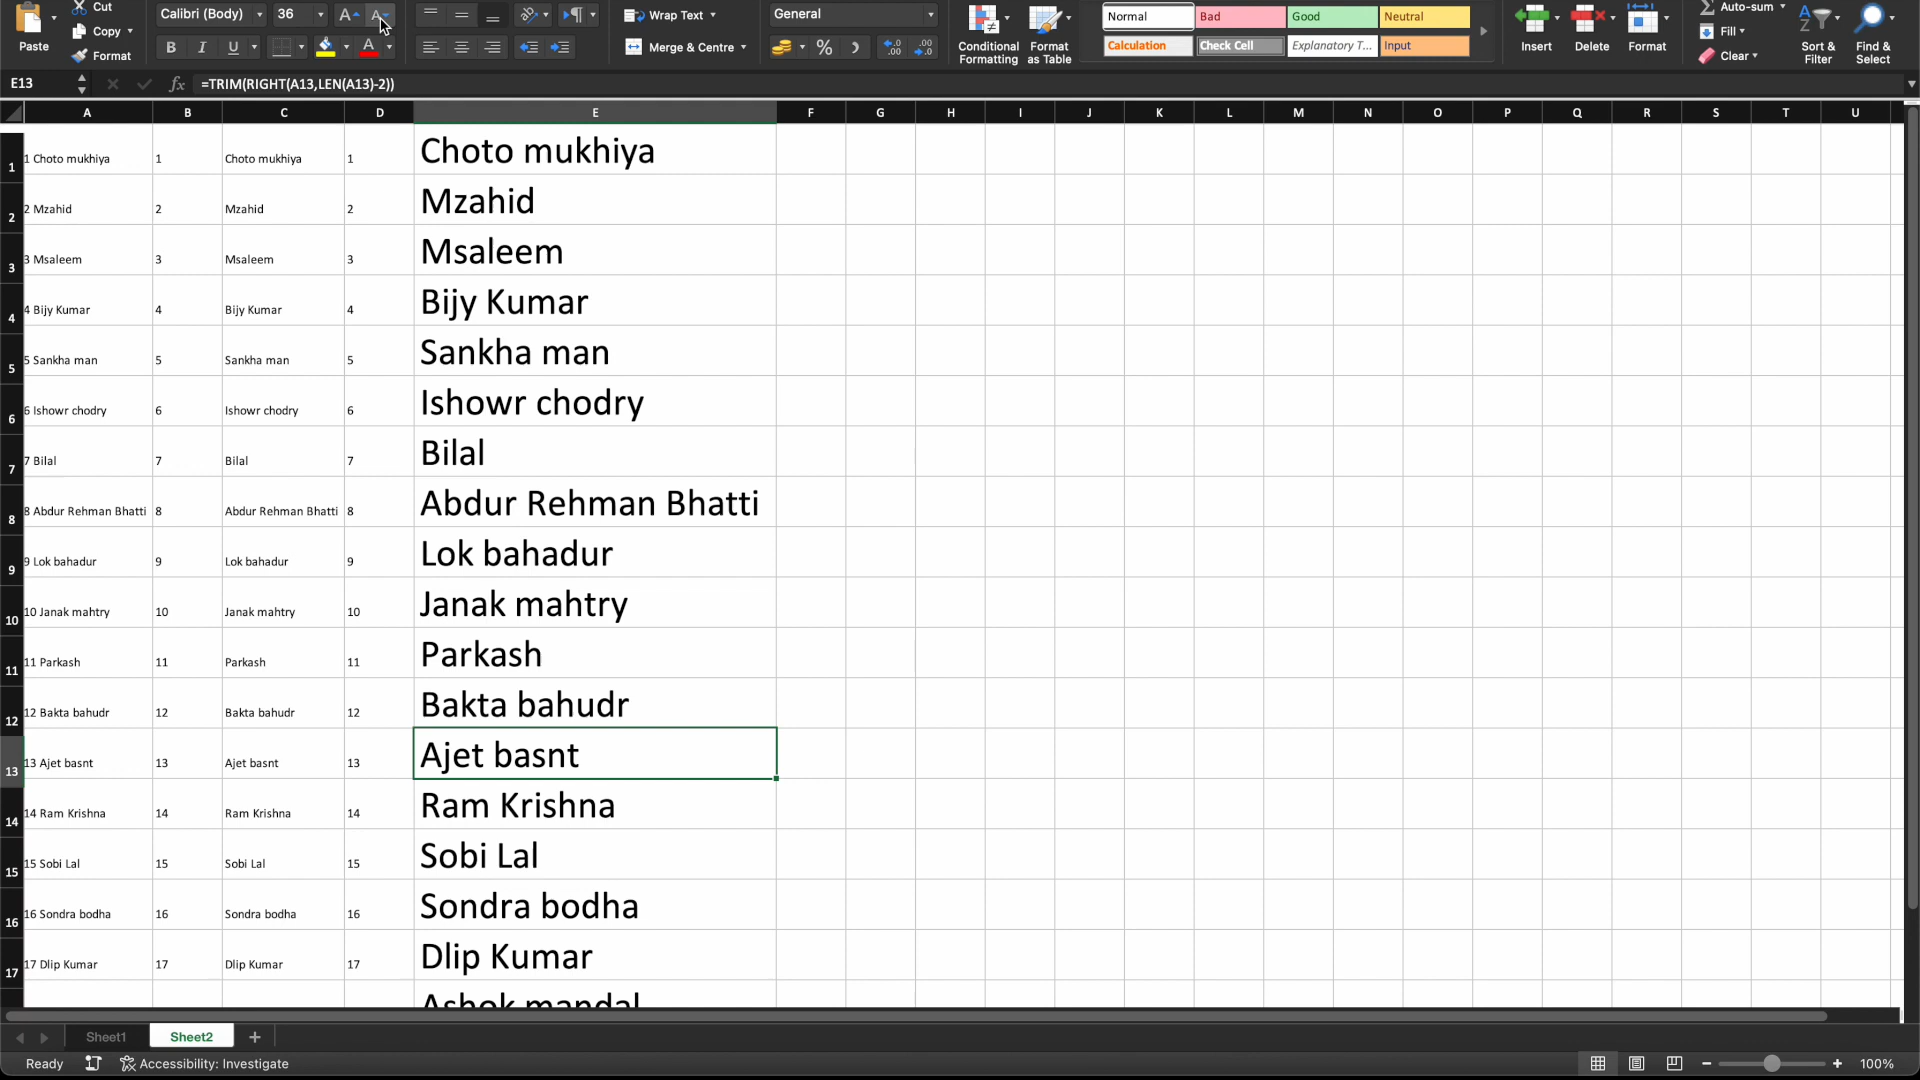 Paste
Cut
Copy
Format
Calibri (Body)
36
B I U
Wrap Text
Merge & Centre
General
Conditional Formatting
Format as Table
Normal Bad Good Neutral
Calculation Check Cell Explanatory T... Input
Insert
Delete
Format
Auto-sum
Fill
Clear
Sort & Filter
Find & Select
E13
fx =TRIM(RIGHT(A13,LEN(A13)-2))
A B C D E F G H I J K L M N O P Q R S T U
1 1 Choto mukhiya 1 Choto mukhiya 1 Choto mukhiya
2 2 Mzahid 2 Mzahid 2 Mzahid
3 3 Msaleem 3 Msaleem 3 Msaleem
4 4 Bijy Kumar 4 Bijy Kumar 4 Bijy Kumar
5 5 Sankha man 5 Sankha man 5 Sankha man
6 6 Ishowr chodry 6 Ishowr chodry 6 Ishowr chodry
7 7 Bilal 7 Bilal 7 Bilal
8 8 Abdur Rehman Bhatti 8 Abdur Rehman Bhatti 8 Abdur Rehman Bhatti
9 9 Lok bahadur 9 Lok bahadur 9 Lok bahadur
10 10 Janak mahtry 10 Janak mahtry 10 Janak mahtry
11 11 Parkash 11 Parkash 11 Parkash
12 12 Bakta bahudr 12 Bakta bahudr 12 Bakta bahudr
13 13 Ajet basnt 13 Ajet basnt 13 Ajet basnt
14 14 Ram Krishna 14 Ram Krishna 14 Ram Krishna
15 15 Sobi Lal 15 Sobi Lal 15 Sobi Lal
16 16 Sondra bodha 16 Sondra bodha 16 Sondra bodha
17 17 Dlip Kumar 17 Dlip Kumar 17 Dlip Kumar
Ashok mandal
Sheet1 Sheet2
Ready Accessibility: Investigate 100%